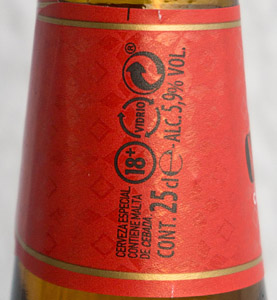 VIDRIO
18+
CERVEZA ESPECIAL
CONTIENE MALTA
DE CEBADA
CONT. 25 cl e ALC. 5,9% VOL.